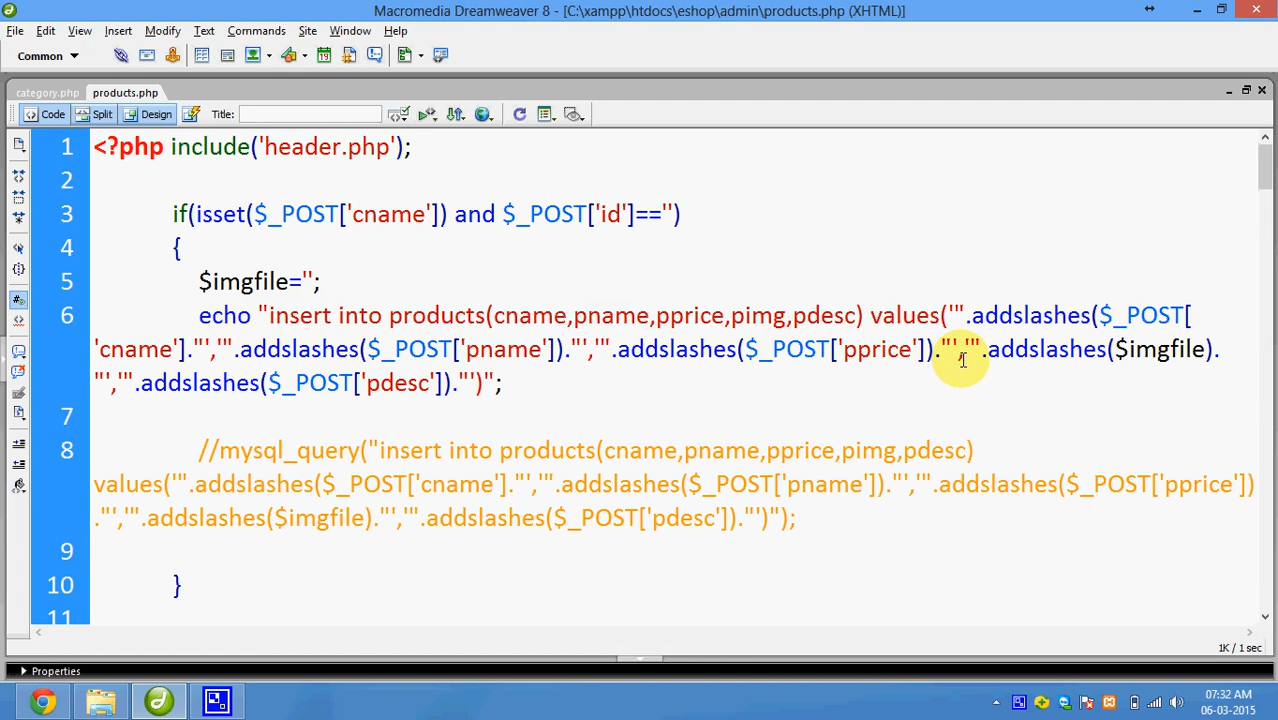 Macromedia Dreamweaver 8 - [C:\xampp\htdocs\eshop\admin\products.php (XHTML)]
File Edit View Insert Modify Text Commands Site Window Help
Common
category.php products.php
Code Split Design Title:
1 <?php include('header.php');
2
3 if(isset($_POST['cname']) and $_POST['id']=='')
4 {
5 $imgfile='';
6 echo "insert into products(cname,pname,pprice,pimg,pdesc) values('".addslashes($_POST[
'cname']."','".addslashes($_POST['pname'])."','".addslashes($_POST['pprice'])."','".addslashes($imgfile).
"','".addslashes($_POST['pdesc'])."')";
7
8 //mysql_query("insert into products(cname,pname,pprice,pimg,pdesc)
values('".addslashes($_POST['cname']."','".addslashes($_POST['pname'])."','".addslashes($_POST['pprice'])
."','".addslashes($imgfile)."','".addslashes($_POST['pdesc'])."')");
9
10 }
11
1K / 1 sec
Properties
07:32 AM
06-03-2015